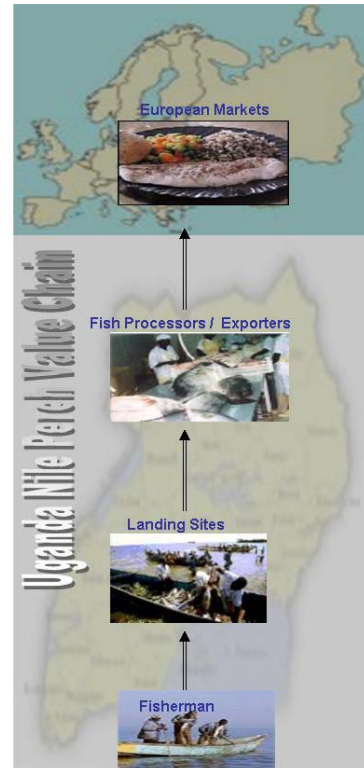 European Markets
Uganda Nile Perch Value Chain
Fish Processors / Exporters
Landing Sites
Fisherman